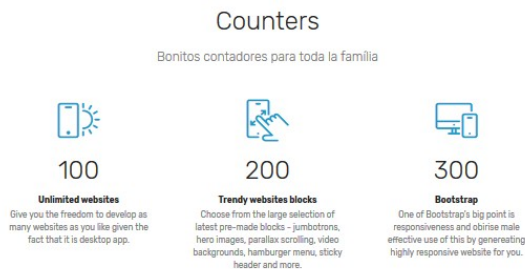 Counters
Bonitos contadores para toda la família
100
Unlimited websites
Give you the freedom to develop as
many websites as you like given the
fact that it is desktop app.
200
Trendy websites blocks
Choose from the large selection of
latest pre-made blocks - jumbotrons,
hero images, parallax scrolling, video
backgrounds, hamburger menu, sticky
header and more.
300
Bootstrap
One of Bootstrap's big point is
responsiveness and obirise male
effective use of this by genereating
highly responsive website for you.